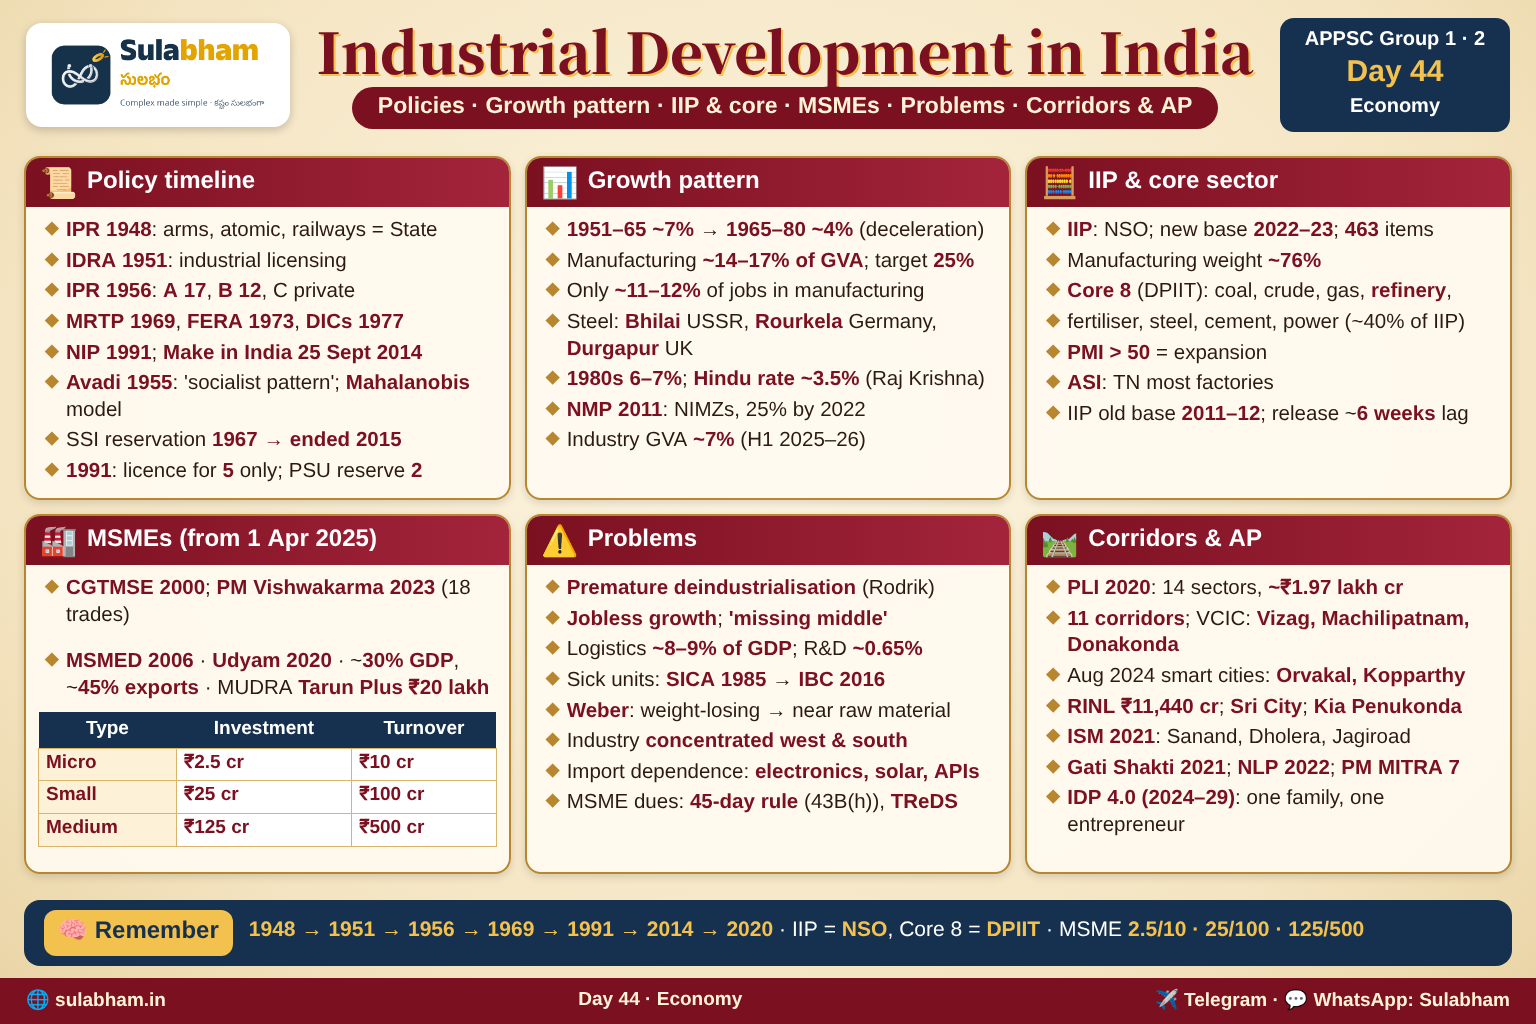 Sulabham
సులభం
Complex made simple · కష్టం సులభంగా
Industrial Development in India
Policies · Growth pattern · IIP & core · MSMEs · Problems · Corridors & AP
APPSC Group 1 · 2
Day 44
Economy
Policy timeline
IPR 1948: arms, atomic, railways = State
IDRA 1951: industrial licensing
IPR 1956: A 17, B 12, C private
MRTP 1969, FERA 1973, DICs 1977
NIP 1991; Make in India 25 Sept 2014
Avadi 1955: 'socialist pattern'; Mahalanobis
model
SSI reservation 1967 → ended 2015
1991: licence for 5 only; PSU reserve 2
Growth pattern
1951–65 ~7% → 1965–80 ~4% (deceleration)
Manufacturing ~14–17% of GVA; target 25%
Only ~11–12% of jobs in manufacturing
Steel: Bhilai USSR, Rourkela Germany,
Durgapur UK
1980s 6–7%; Hindu rate ~3.5% (Raj Krishna)
NMP 2011: NIMZs, 25% by 2022
Industry GVA ~7% (H1 2025–26)
IIP & core sector
IIP: NSO; new base 2022–23; 463 items
Manufacturing weight ~76%
Core 8 (DPIIT): coal, crude, gas, refinery,
fertiliser, steel, cement, power (~40% of IIP)
PMI > 50 = expansion
ASI: TN most factories
IIP old base 2011–12; release ~6 weeks lag
MSMEs (from 1 Apr 2025)
CGTMSE 2000; PM Vishwakarma 2023 (18
trades)
MSMED 2006 · Udyam 2020 · ~30% GDP,
~45% exports · MUDRA Tarun Plus ₹20 lakh
Type Investment Turnover
Micro ₹2.5 cr ₹10 cr
Small ₹25 cr ₹100 cr
Medium ₹125 cr ₹500 cr
Problems
Premature deindustrialisation (Rodrik)
Jobless growth; 'missing middle'
Logistics ~8–9% of GDP; R&D ~0.65%
Sick units: SICA 1985 → IBC 2016
Weber: weight-losing → near raw material
Industry concentrated west & south
Import dependence: electronics, solar, APIs
MSME dues: 45-day rule (43B(h)), TReDS
Corridors & AP
PLI 2020: 14 sectors, ~₹1.97 lakh cr
11 corridors; VCIC: Vizag, Machilipatnam,
Donakonda
Aug 2024 smart cities: Orvakal, Kopparthy
RINL ₹11,440 cr; Sri City; Kia Penukonda
ISM 2021: Sanand, Dholera, Jagiroad
Gati Shakti 2021; NLP 2022; PM MITRA 7
IDP 4.0 (2024–29): one family, one
entrepreneur
Remember 1948 → 1951 → 1956 → 1969 → 1991 → 2014 → 2020 · IIP = NSO, Core 8 = DPIIT · MSME 2.5/10 · 25/100 · 125/500
sulabham.in Day 44 · Economy Telegram · WhatsApp: Sulabham